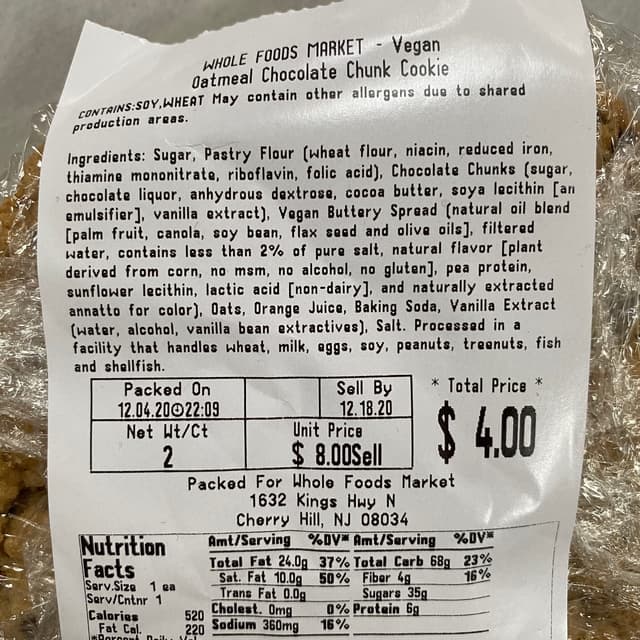 WHOLE FOODS MARKET - Vegan
Oatmeal Chocolate Chunk Cookie
CONTAINS:SOY,WHEAT May contain other allergens due to shared
production areas.
Ingredients: Sugar, Pastry Flour (wheat flour, niacin, reduced iron,
thiamine mononitrate, riboflavin, folic acid), Chocolate Chunks (sugar,
chocolate liquor, anhydrous dextrose, cocoa butter, soya lecithin [an
emulsifier], vanilla extract), Vegan Buttery Spread (natural oil blend
[palm fruit, canola, soy bean, flax seed and olive oils], filtered
water, contains less than 2% of pure salt, natural flavor [plant
derived from corn, no msm, no alcohol, no gluten], pea protein,
sunflower lecithin, lactic acid [non-dairy], and naturally extracted
annatto for color), Oats, Orange Juice, Baking Soda, Vanilla Extract
(water, alcohol, vanilla bean extractives), Salt. Processed in a
facility that handles wheat, milk, eggs, soy, peanuts, treenuts, fish
and shellfish.
Packed On Sell By * Total Price *
12.04.20 22:09 12.18.20 $ 4.00
Net Wt/Ct Unit Price
2 $ 8.00Sell
Packed For Whole Foods Market
1632 Kings Hwy N
Cherry Hill, NJ 08034
Nutrition Facts
Serv.Size 1 ea
Serv/Cntnr 1
Calories 520
Fat Cal. 220
Amt/Serving %DV* Amt/Serving %DV*
Total Fat 24.0g 37% Total Carb 68g 23%
Sat. Fat 10.0g 50% Fiber 4g 16%
Trans Fat 0.0g Sugars 35g
Cholest. 0mg 0% Protein 6g
Sodium 360mg 16%